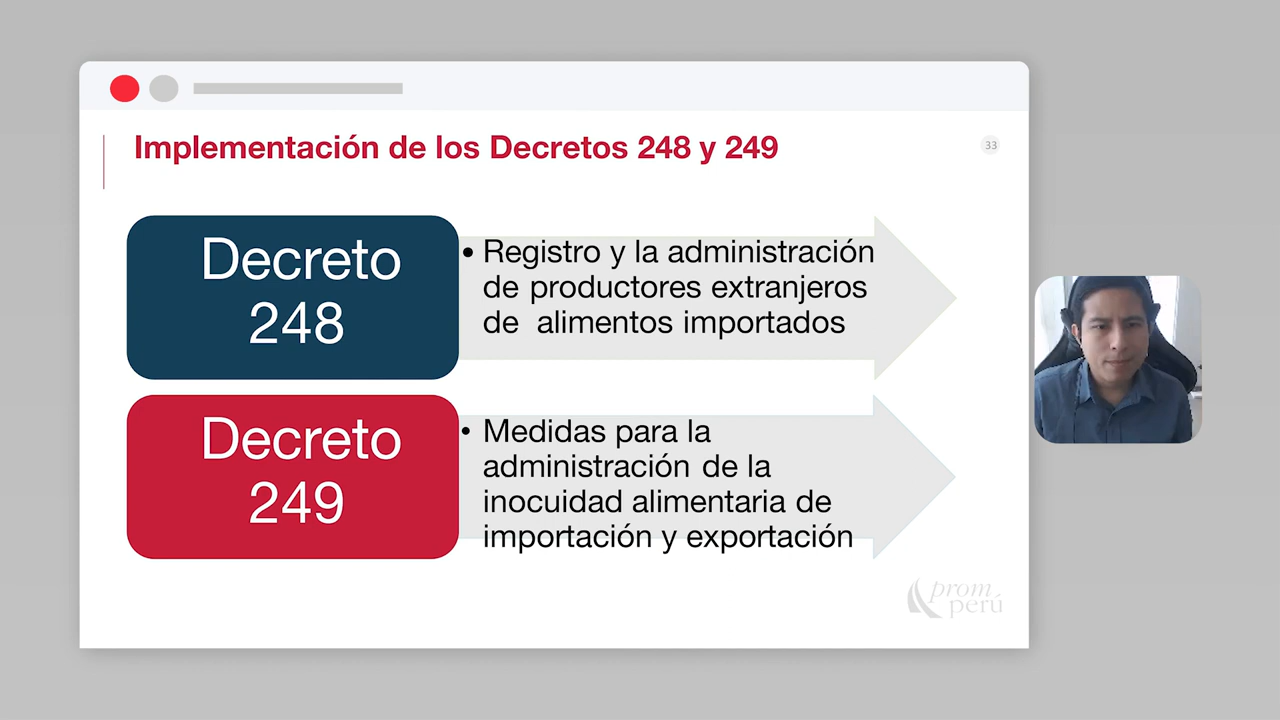 Implementación de los Decretos 248 y 249
33
Decreto
248
• Registro y la administración
de productores extranjeros
de alimentos importados
Decreto
249
• Medidas para la
administración de la
inocuidad alimentaria de
importación y exportación
prom
perú